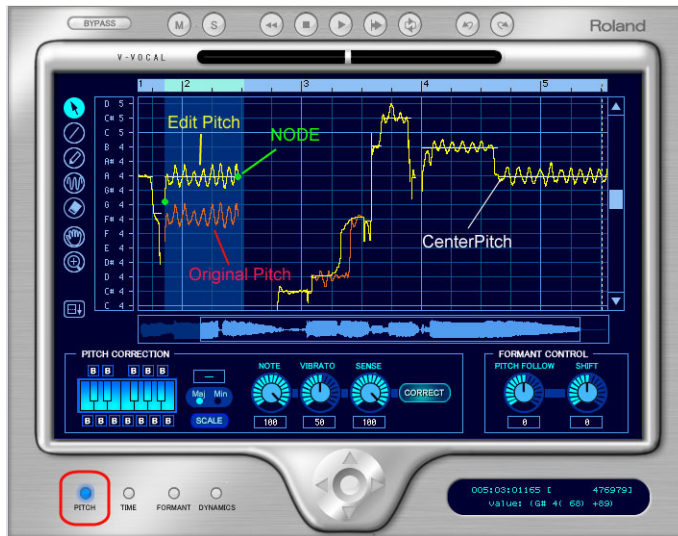 BYPASS M S Roland
V-VOCAL
1 2 3 4 5
D 5
C# 5
C 5
B 4
A# 4
A 4
G# 4
G 4
F# 4
F 4
E 4
D# 4
D 4
C# 4
C 4
Edit Pitch
NODE
CenterPitch
Original Pitch
PITCH CORRECTION
B B B B B
B B B B B B B
—
Maj Min
SCALE
NOTE VIBRATO SENSE
100 50 100
CORRECT
FORMANT CONTROL
PITCH FOLLOW SHIFT
0 0
PITCH TIME FORMANT DYNAMICS
005:03:01165 [ 476979]
value: (G# 4( 68) +89)